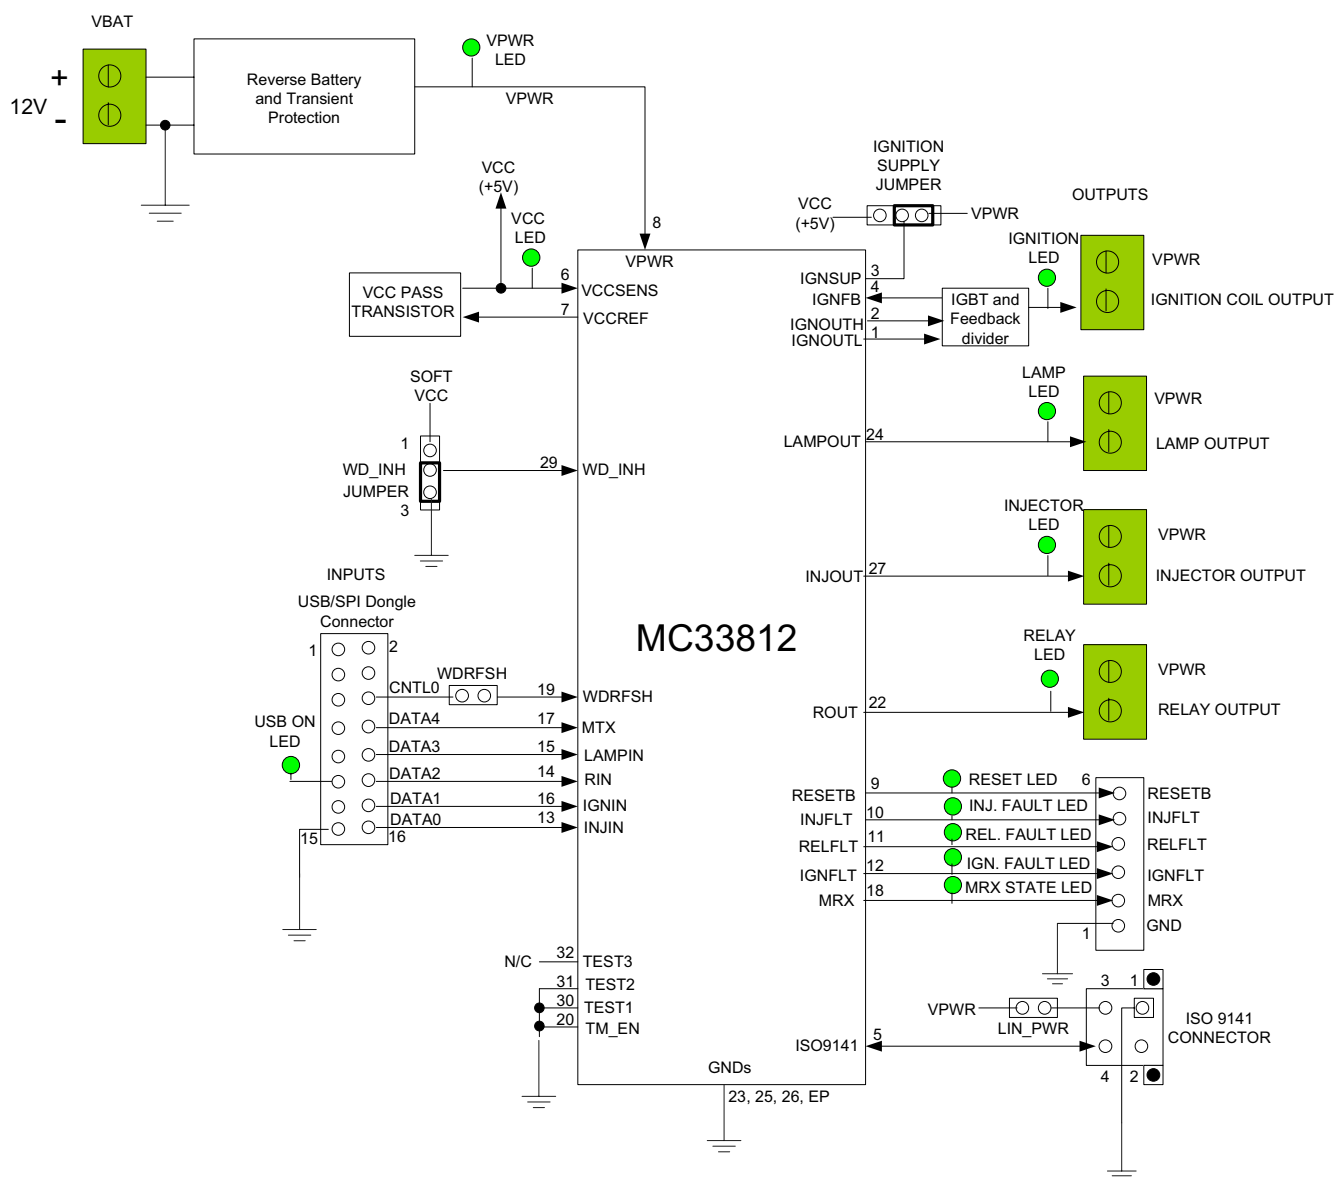 VBAT
+
12V
-
Reverse Battery
and Transient
Protection
VPWR
LED
VPWR
VCC
(+5V)
VCC
LED
8
VPWR
VCC PASS
TRANSISTOR
6
VCCSENS
7
VCCREF
SOFT
VCC
1
WD_INH
JUMPER
3
29
WD_INH
INPUTS
USB/SPI Dongle
Connector
1
2
USB ON
LED
15
16
CNTL0
WDRFSH
19
WDRFSH
DATA4
17
MTX
DATA3
15
LAMPIN
DATA2
14
RIN
DATA1
16
IGNIN
DATA0
13
INJIN
N/C
32
TEST3
31
TEST2
30
TEST1
20
TM_EN
MC33812
GNDs
23, 25, 26, EP
IGNITION
SUPPLY
JUMPER
VCC
(+5V)
VPWR
IGNSUP
3
IGNFB
4
IGNOUTH
2
IGNOUTL
1
IGBT and
Feedback
divider
OUTPUTS
IGNITION
LED
VPWR
IGNITION COIL OUTPUT
LAMPOUT
24
LAMP
LED
VPWR
LAMP OUTPUT
INJOUT
27
INJECTOR
LED
VPWR
INJECTOR OUTPUT
ROUT
22
RELAY
LED
VPWR
RELAY OUTPUT
RESETB
9
RESET LED
6
RESETB
INJFLT
10
INJ. FAULT LED
INJFLT
RELFLT
11
REL. FAULT LED
RELFLT
IGNFLT
12
IGN. FAULT LED
IGNFLT
MRX
18
MRX STATE LED
MRX
1
GND
VPWR
LIN_PWR
3
1
ISO 9141
CONNECTOR
4
2
ISO9141
5